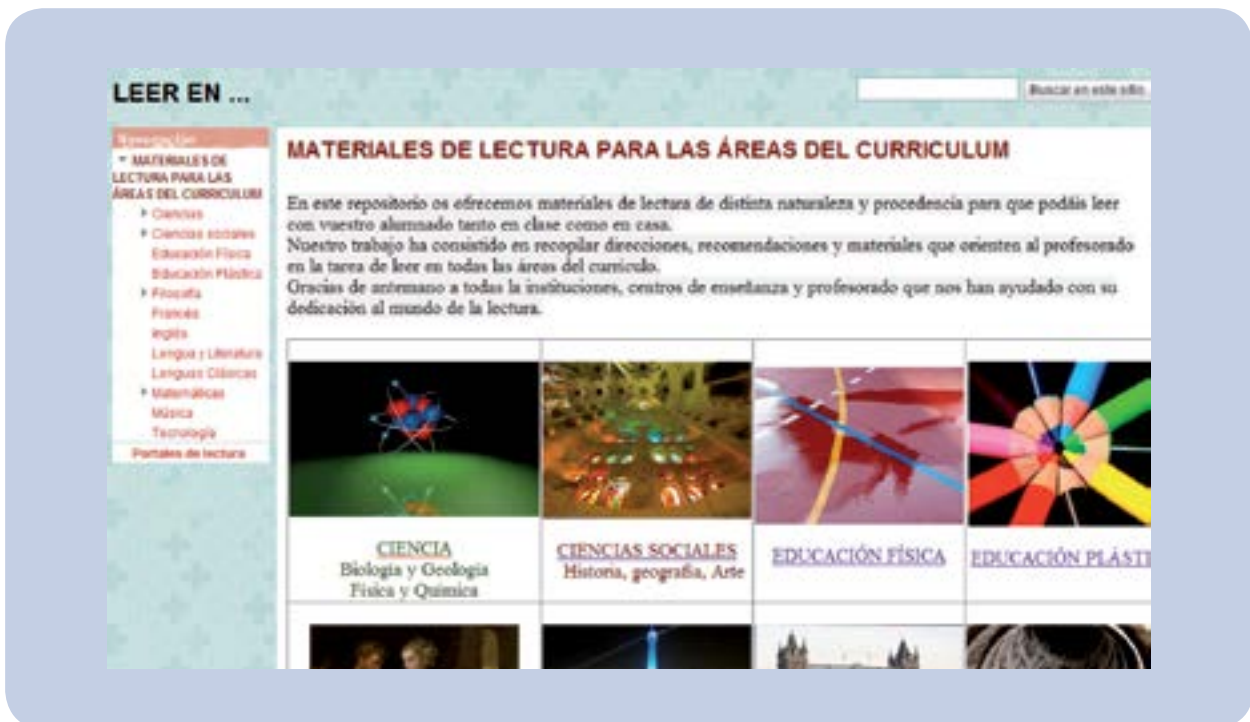 LEER EN ...
Buscar en este sitio
Navegación
MATERIALES DE
LECTURA PARA LAS
ÁREAS DEL CURRICULUM
Ciencias
Ciencias sociales
Educación Física
Educación Plástica
Filosofía
Francés
Inglés
Lengua y Literatura
Lenguas Clásicas
Matemáticas
Música
Tecnología
Portales de lectura
MATERIALES DE LECTURA PARA LAS ÁREAS DEL CURRICULUM
En este repositorio os ofrecemos materiales de lectura de distinta naturaleza y procedencia para que podáis leer
con vuestro alumnado tanto en clase como en casa.
Nuestro trabajo ha consistido en recopilar direcciones, recomendaciones y materiales que orienten al profesorado
en la tarea de leer en todas las áreas del currículo.
Gracias de antemano a todas la instituciones, centros de enseñanza y profesorado que nos han ayudado con su
dedicación al mundo de la lectura.
CIENCIA
Biología y Geología
Física y Química
CIENCIAS SOCIALES
Historia, geografía, Arte
EDUCACIÓN FÍSICA
EDUCACIÓN PLÁSTI